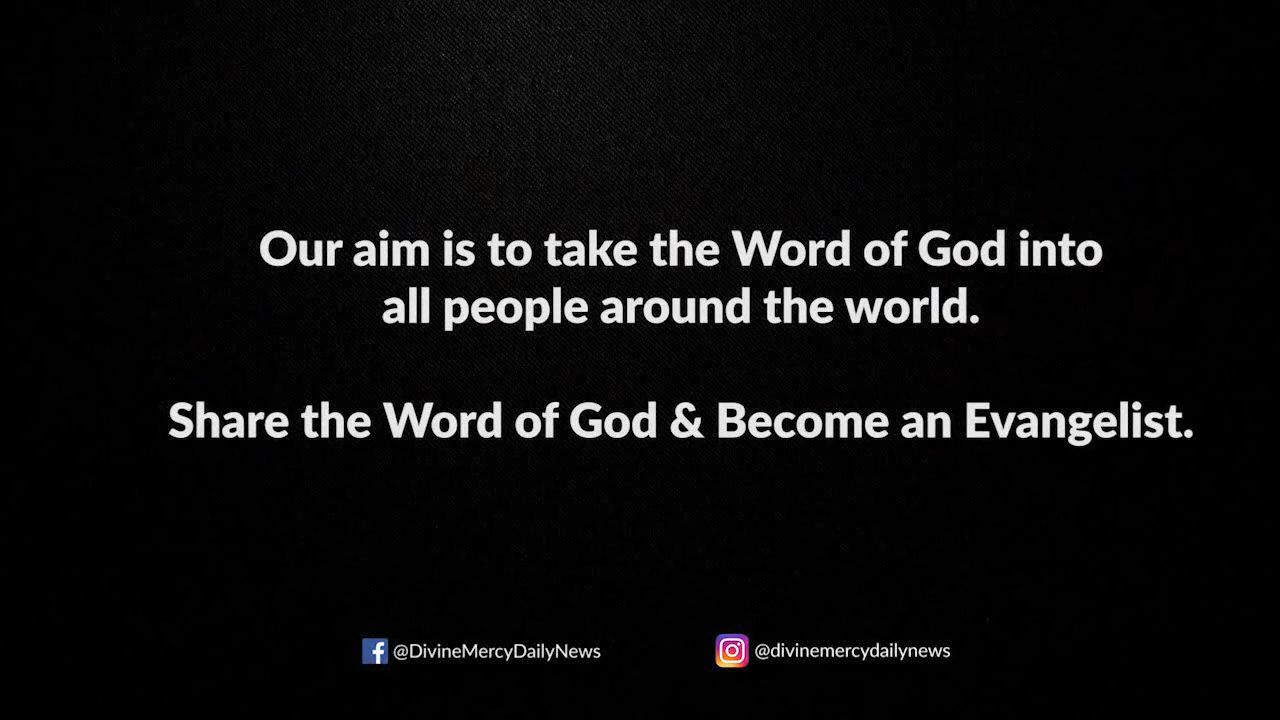 Our aim is to take the Word of God into
all people around the world.
Share the Word of God & Become an Evangelist.
@DivineMercyDailyNews
@divinemercydailynews